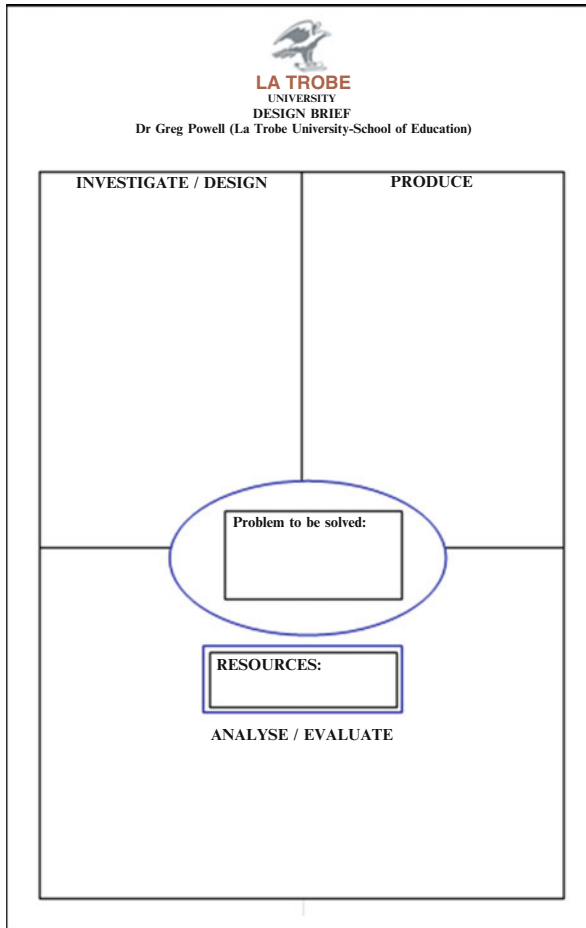 LA TROBE
UNIVERSITY
DESIGN BRIEF
Dr Greg Powell (La Trobe University-School of Education)
INVESTIGATE / DESIGN
PRODUCE
Problem to be solved:
RESOURCES:
ANALYSE / EVALUATE